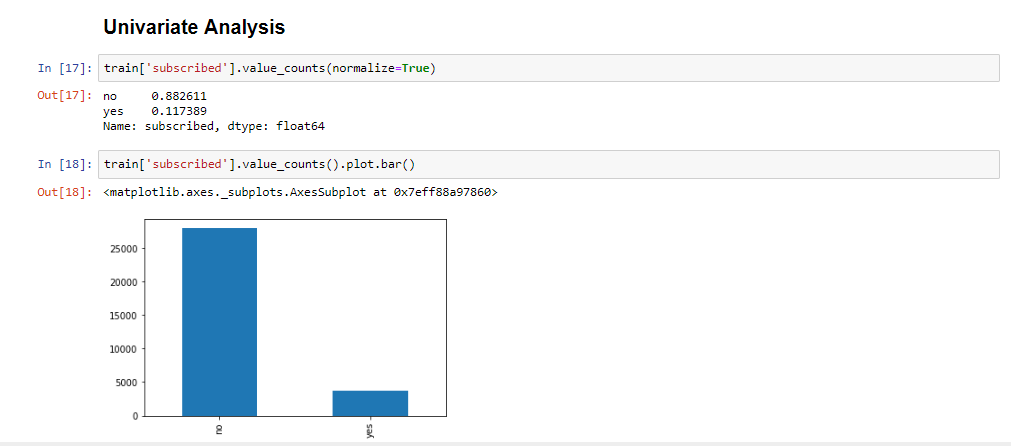 Univariate Analysis
In [17]: train['subscribed'].value_counts(normalize=True)
Out[17]: no     0.882611
yes    0.117389
Name: subscribed, dtype: float64
In [18]: train['subscribed'].value_counts().plot.bar()
Out[18]: <matplotlib.axes._subplots.AxesSubplot at 0x7eff88a97860>
25000
20000
15000
10000
5000
0
no
yes